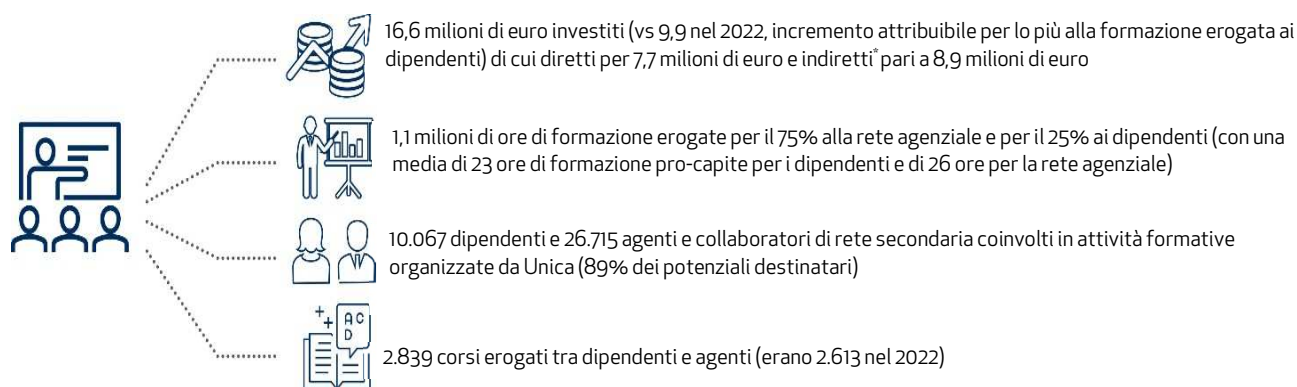 16,6 milioni di euro investiti (vs 9,9 nel 2022, incremento attribuibile per lo più alla formazione erogata ai
dipendenti) di cui diretti per 7,7 milioni di euro e indiretti* pari a 8,9 milioni di euro
1,1 milioni di ore di formazione erogate per il 75% alla rete agenziale e per il 25% ai dipendenti (con una
media di 23 ore di formazione pro-capite per i dipendenti e di 26 ore per la rete agenziale)
10.067 dipendenti e 26.715 agenti e collaboratori di rete secondaria coinvolti in attività formative
organizzate da Unica (89% dei potenziali destinatari)
A C
D
2.839 corsi erogati tra dipendenti e agenti (erano 2.613 nel 2022)